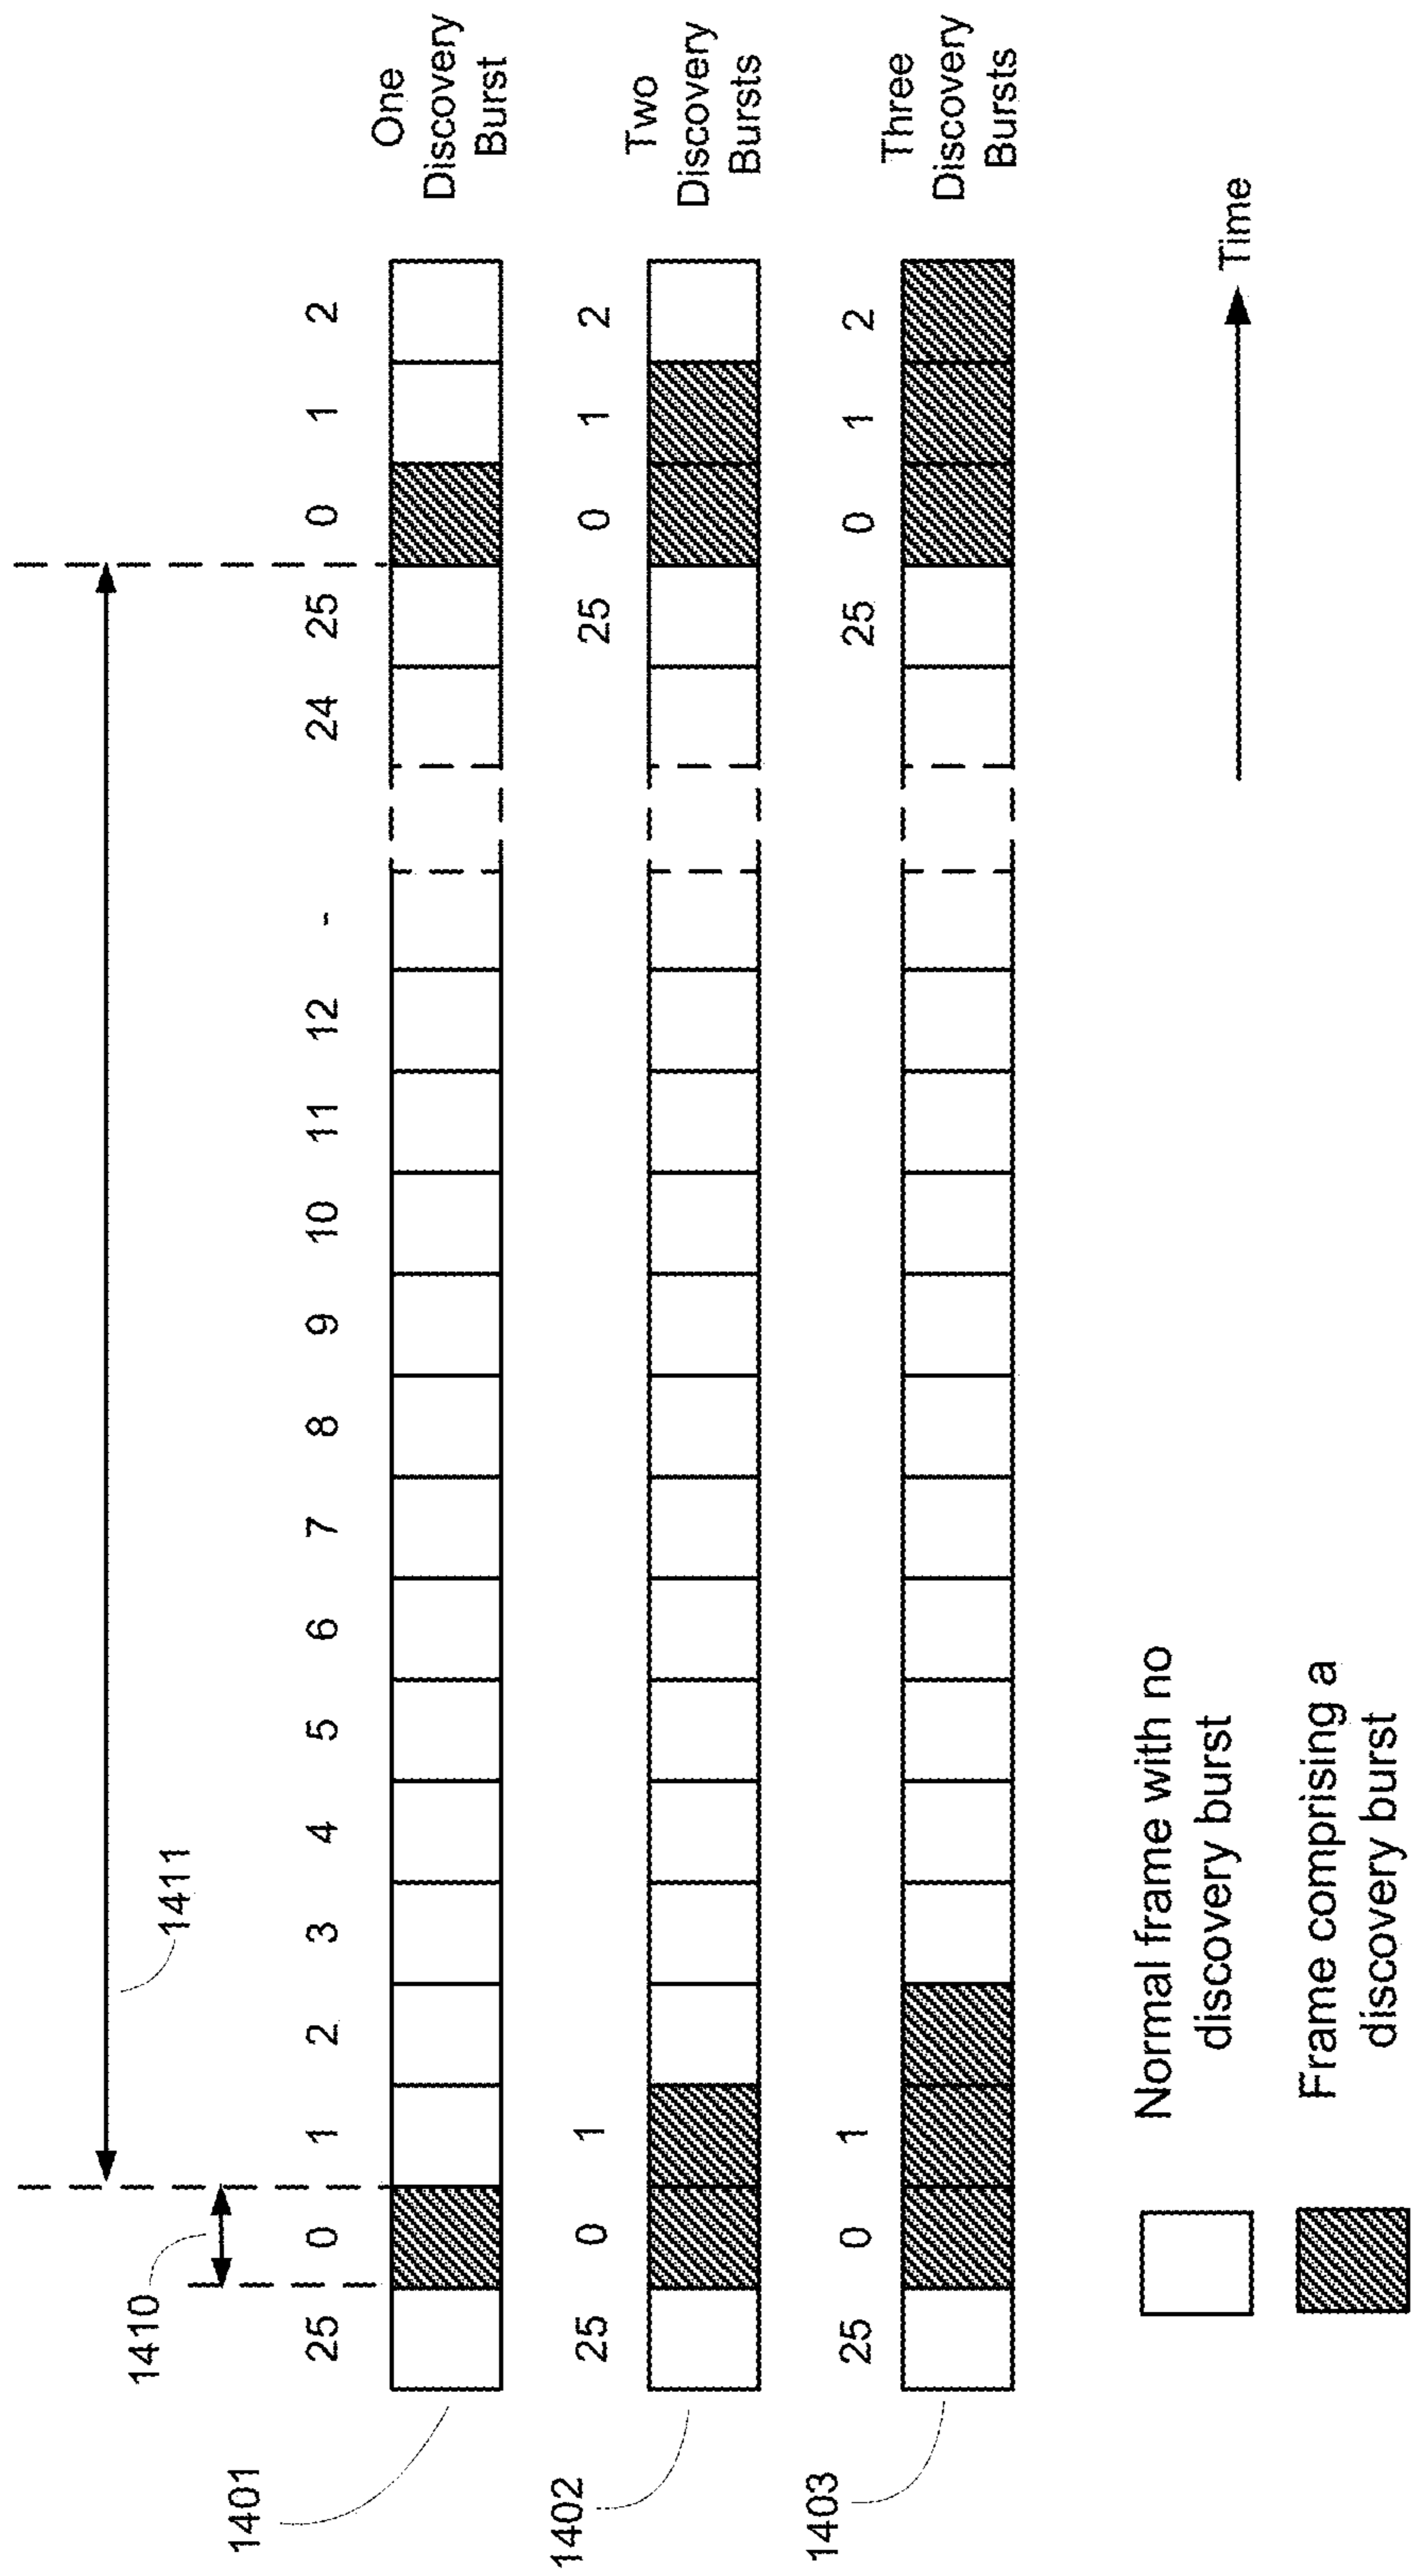 1411
1410
25 0 1 2 3 4 5 6 7 8 9 10 11 12 - 24 25 0 1 2
1401
One
Discovery
Burst
25 0 1 25 0 1 2
1402
Two
Discovery
Bursts
25 0 1 25 0 1 2
1403
Three
Discovery
Bursts
Normal frame with no
discovery burst
Frame comprising a
discovery burst
Time